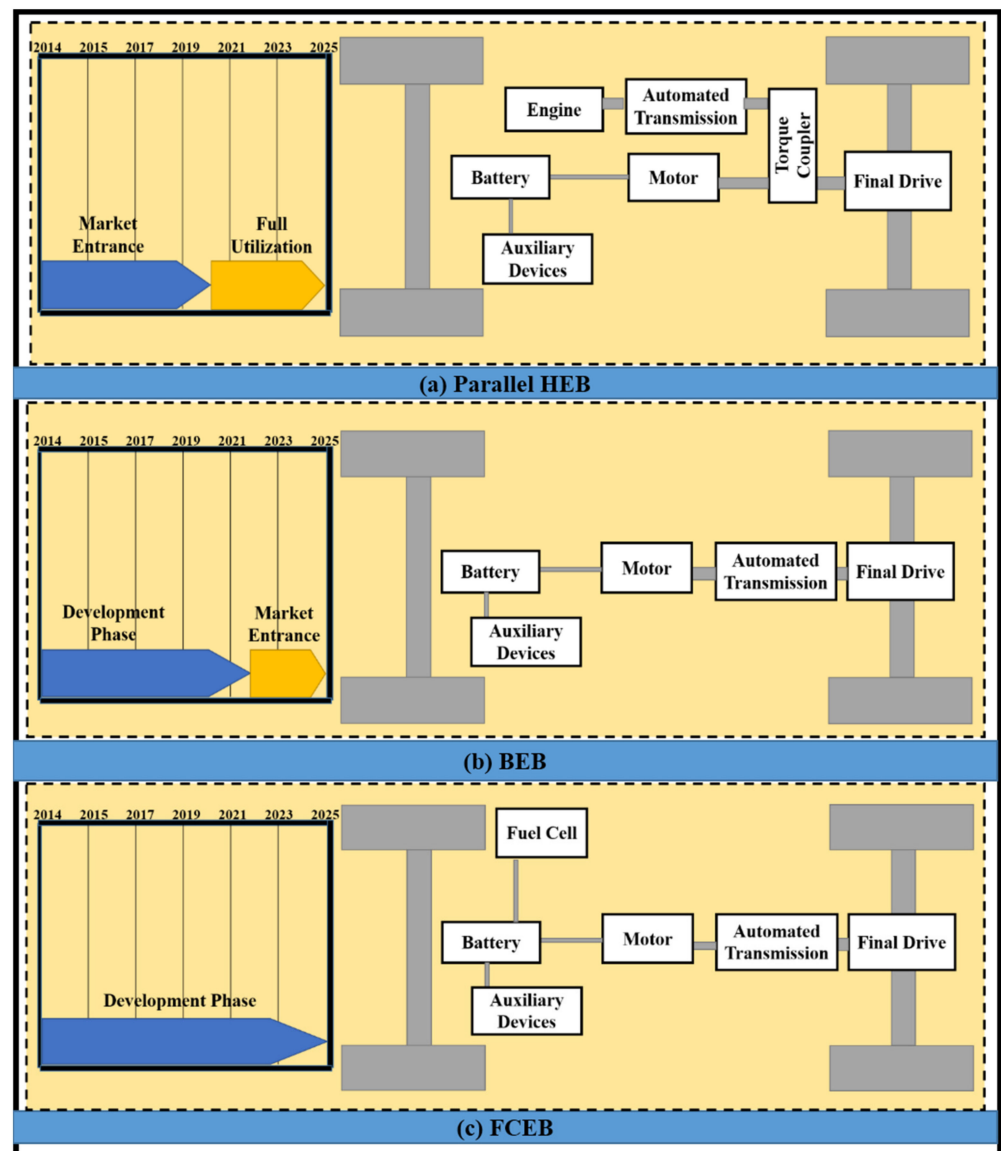 2014 2015 2017 2019 2021 2023 2025
Market
Entrance
Full
Utilization
Engine
Automated
Transmission
Torque
Coupler
Battery
Motor
Final Drive
Auxiliary
Devices
(a) Parallel HEB
2014 2015 2017 2019 2021 2023 2025
Development
Phase
Market
Entrance
Battery
Motor
Automated
Transmission
Final Drive
Auxiliary
Devices
(b) BEB
2014 2015 2017 2019 2021 2023 2025
Development Phase
Fuel Cell
Battery
Motor
Automated
Transmission
Final Drive
Auxiliary
Devices
(c) FCEB